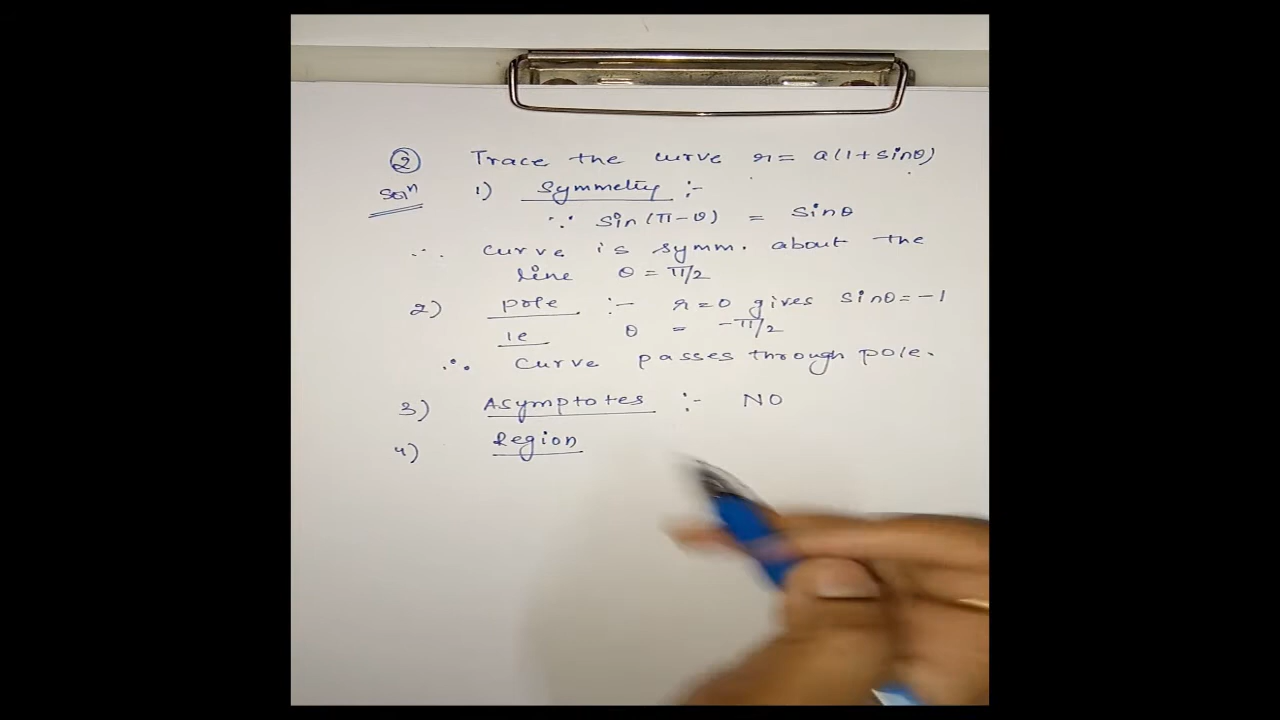 ② Trace the curve r = a(1+sinθ)
Solⁿ 1) Symmetry :-
∵ sin(π-θ) = sinθ
∴ curve is symm. about the
line θ = π/2
2) pole :- r=0 gives sinθ=-1
ie θ = -π/2
∴ curve passes through pole.
3) Asymptotes :- NO
4) Region